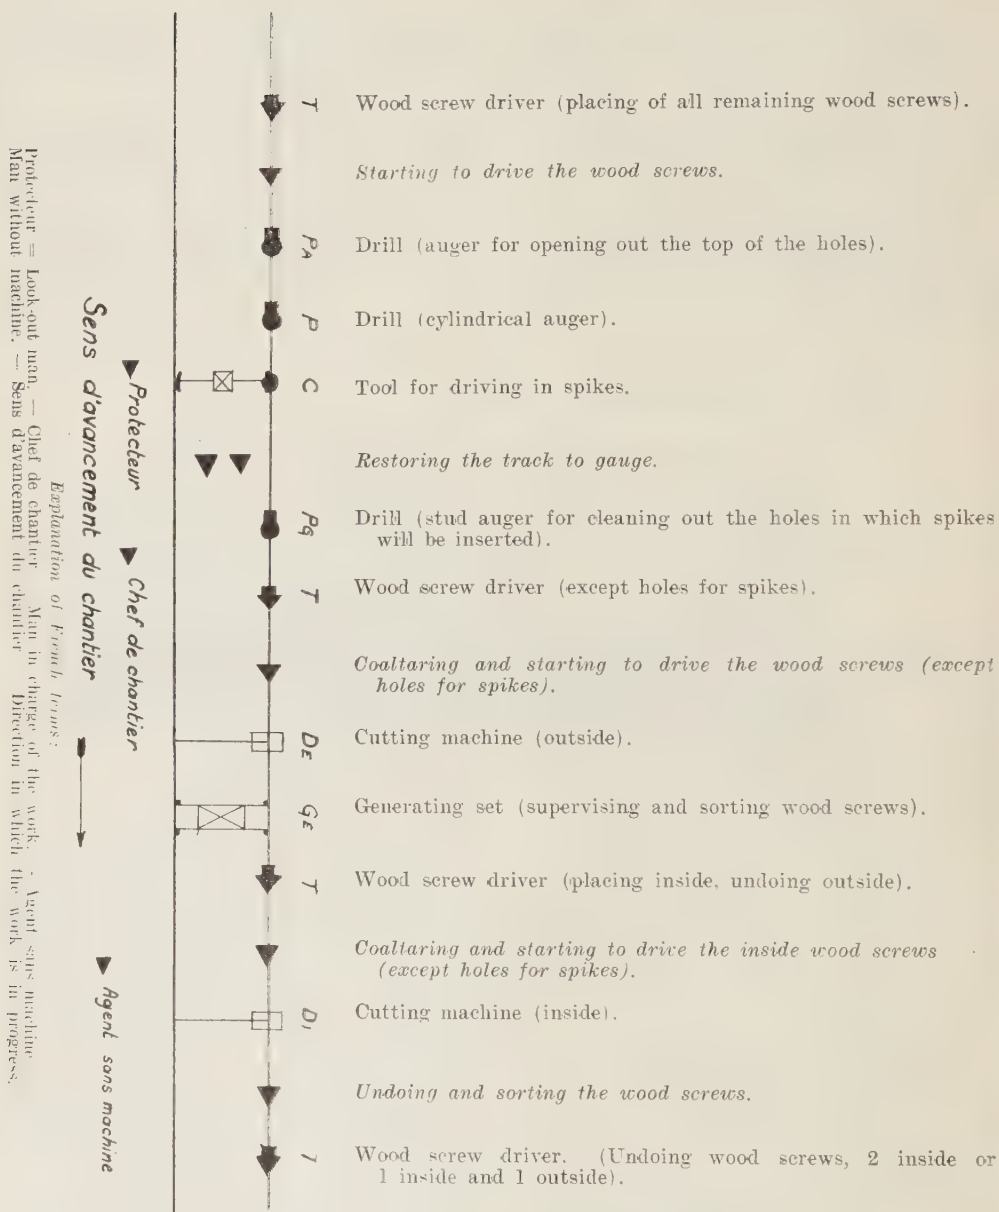 T Wood screw driver (placing of all remaining wood screws).
Starting to drive the wood screws.
PA Drill (auger for opening out the top of the holes).
P Drill (cylindrical auger).
C Tool for driving in spikes.
Restoring the track to gauge.
Pg Drill (stud auger for cleaning out the holes in which spikes
will be inserted).
T Wood screw driver (except holes for spikes).
Coaltaring and starting to drive the wood screws (except
holes for spikes).
DE Cutting machine (outside).
GE Generating set (supervising and sorting wood screws).
T Wood screw driver (placing inside, undoing outside).
Coaltaring and starting to drive the inside wood screws
(except holes for spikes).
DI Cutting machine (inside).
Undoing and sorting the wood screws.
T Wood screw driver. (Undoing wood screws, 2 inside or
1 inside and 1 outside).
Protecteur
Chef de chantier
Agent sans machine
Sens d'avancement du chantier
Explanation of French terms:
Protecteur = Look-out man. — Chef de chantier Man in charge of the work. - Agent sans machine
Man without machine. — Sens d'avancement du chantier Direction in which the work is in progress.